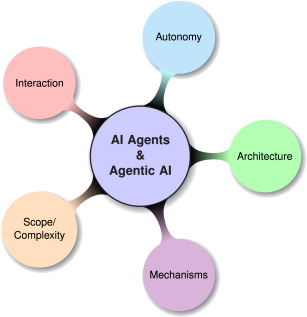 Autonomy
Interaction
AI Agents
&
Agentic AI
Architecture
Scope/
Complexity
Mechanisms